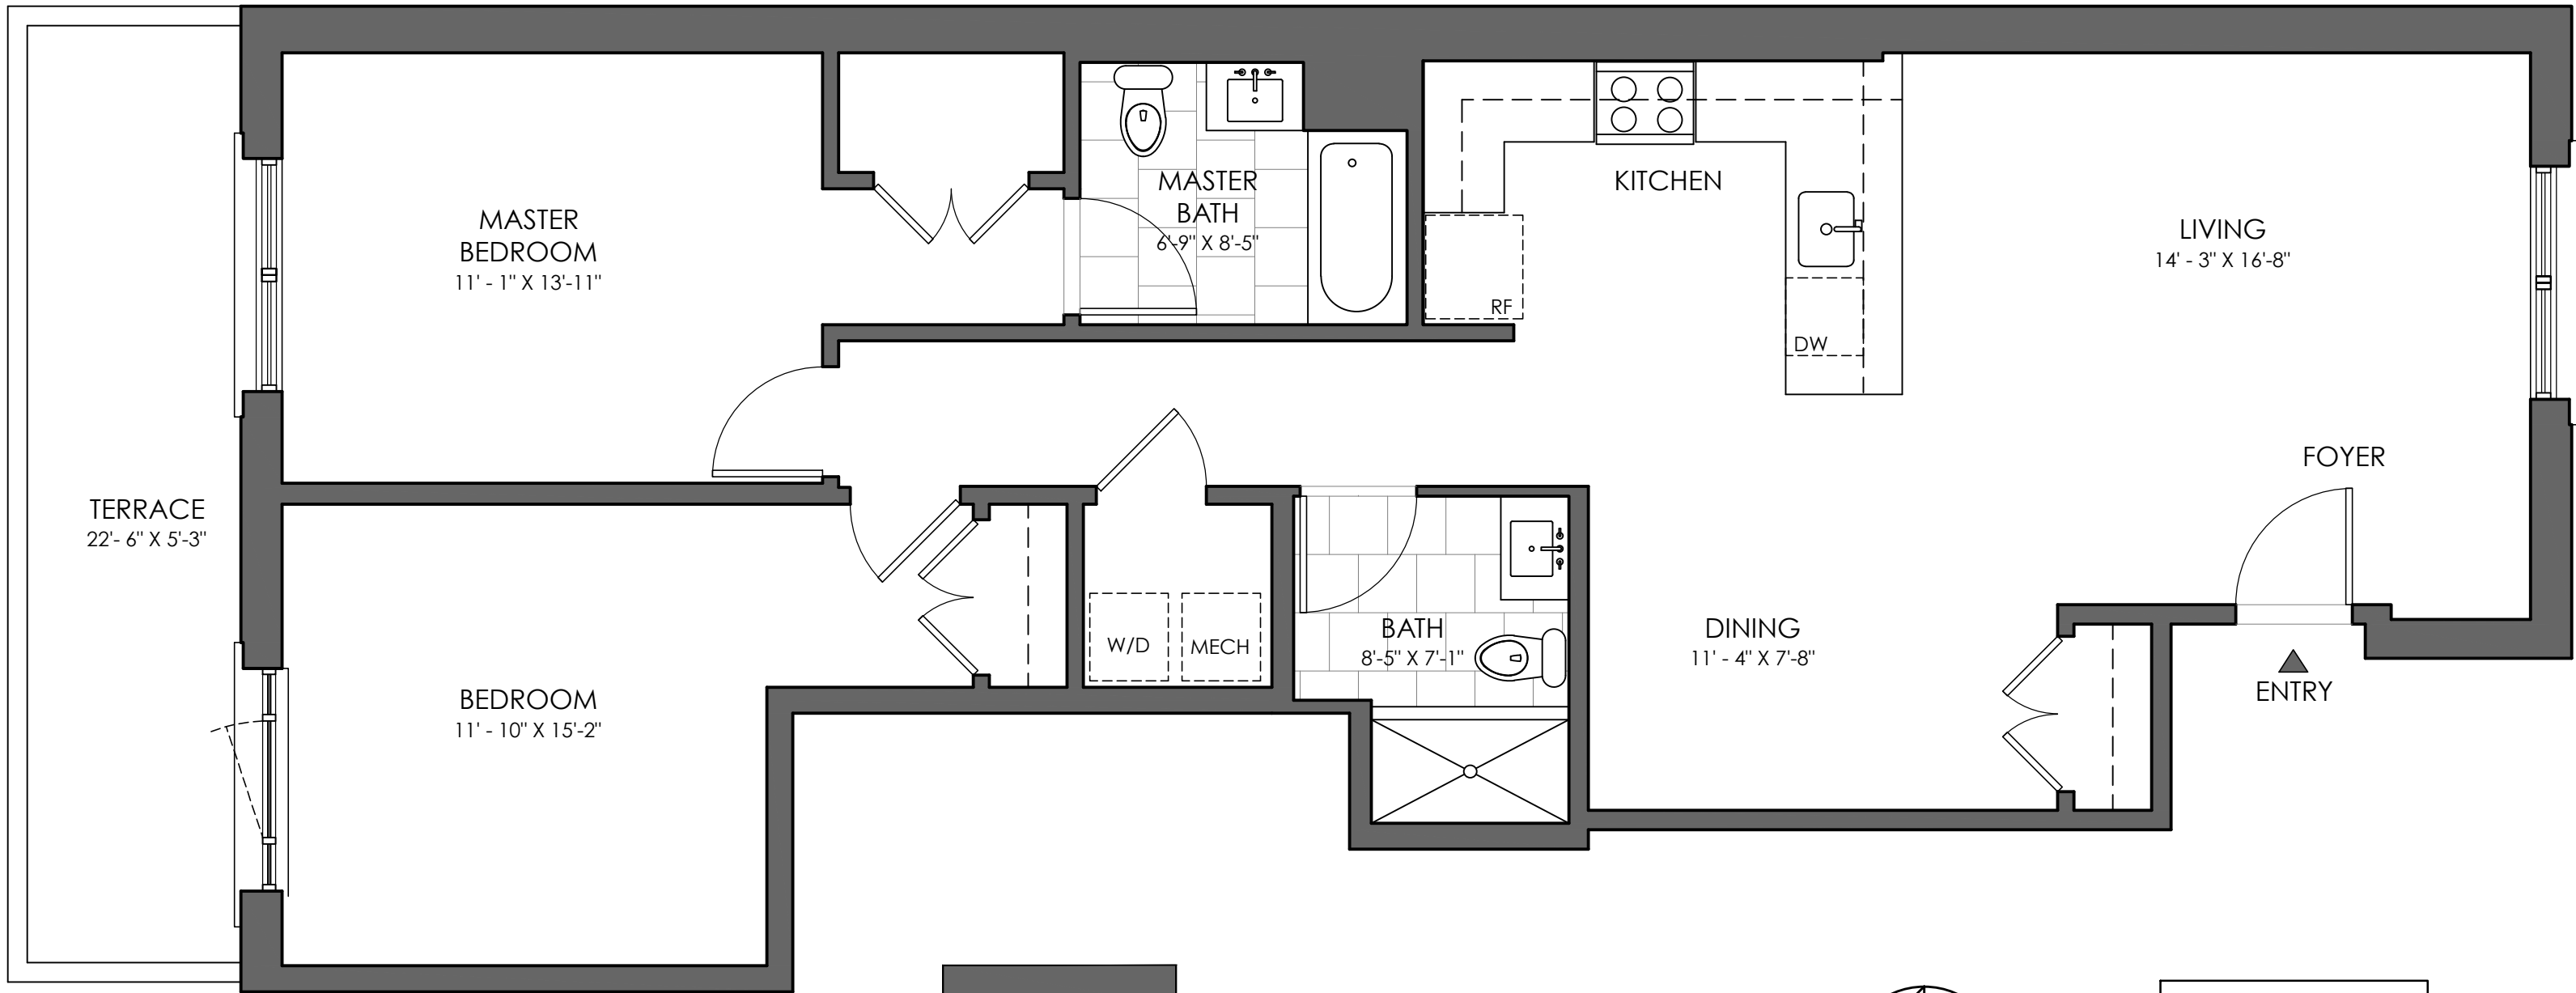 MASTER
BEDROOM
11' - 1" X 13'-11"
MASTER
BATH
6'-9" X 8'-5"
KITCHEN
RF
DW
LIVING
14' - 3" X 16'-8"
FOYER
TERRACE
22'- 6" X 5'-3"
BEDROOM
11' - 10" X 15'-2"
W/D
MECH
BATH
8'-5" X 7'-1"
DINING
11' - 4" X 7'-8"
ENTRY